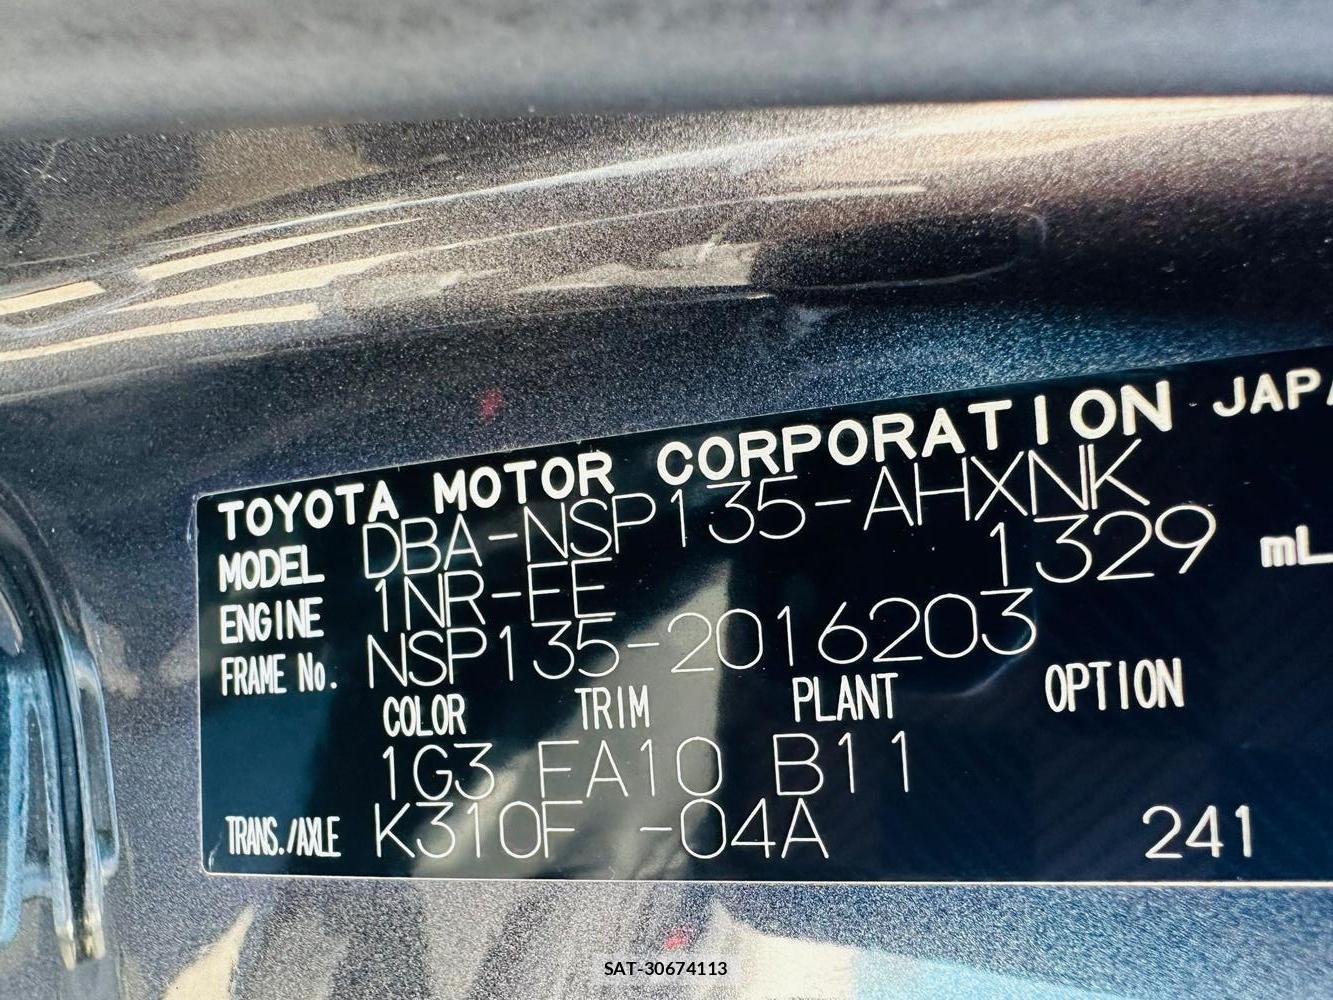 TOYOTA MOTOR CORPORATION JAPA
MODEL DBA-NSP135-AHXNK
ENGINE 1NR-FE 1329 mL
FRAME No. NSP135-2016203
COLOR TRIM PLANT OPTION
1G3 FA10 B11
TRANS./AXLE K310F -04A 241
SAT-30674113